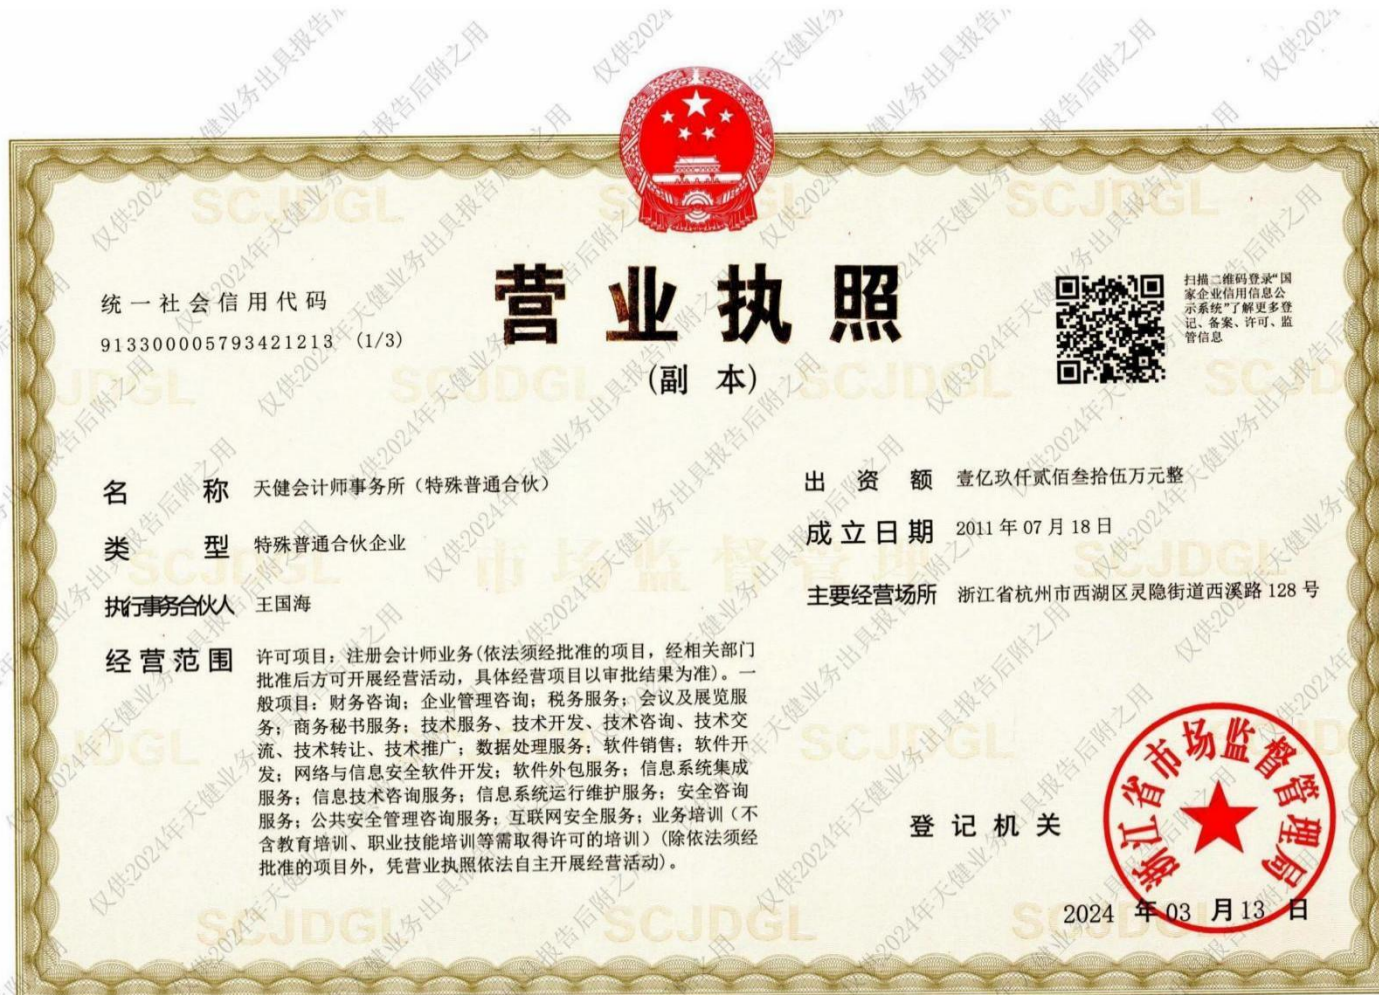 营业执照
(副 本)
统一社会信用代码
913300005793421213 (1/3)
扫描二维码登录“国
家企业信用信息公
示系统”了解更多登
记、备案、许可、监
管信息
名 称 天健会计师事务所（特殊普通合伙）
类 型 特殊普通合伙企业
执行事务合伙人 王国海
经营范围 许可项目：注册会计师业务(依法须经批准的项目，经相关部门
批准后方可开展经营活动，具体经营项目以审批结果为准)。一
般项目：财务咨询；企业管理咨询；税务服务；会议及展览服
务；商务秘书服务；技术服务、技术开发、技术咨询、技术交
流、技术转让、技术推广；数据处理服务；软件销售；软件开
发；网络与信息安全软件开发；软件外包服务；信息系统集成
服务；信息技术咨询服务；信息系统运行维护服务；安全咨询
服务；公共安全管理咨询服务；互联网安全服务；业务培训（不
含教育培训、职业技能培训等需取得许可的培训）(除依法须经
批准的项目外，凭营业执照依法自主开展经营活动)。
出 资 额 壹亿玖仟贰佰叁拾伍万元整
成立日期 2011年07月18日
主要经营场所 浙江省杭州市西湖区灵隐街道西溪路128号
登记机关
浙江省市场监督管理局
2024 年 03 月 13 日
SCJDGL
市场监督管理
仅供2024年天健业务出具报告后附之用